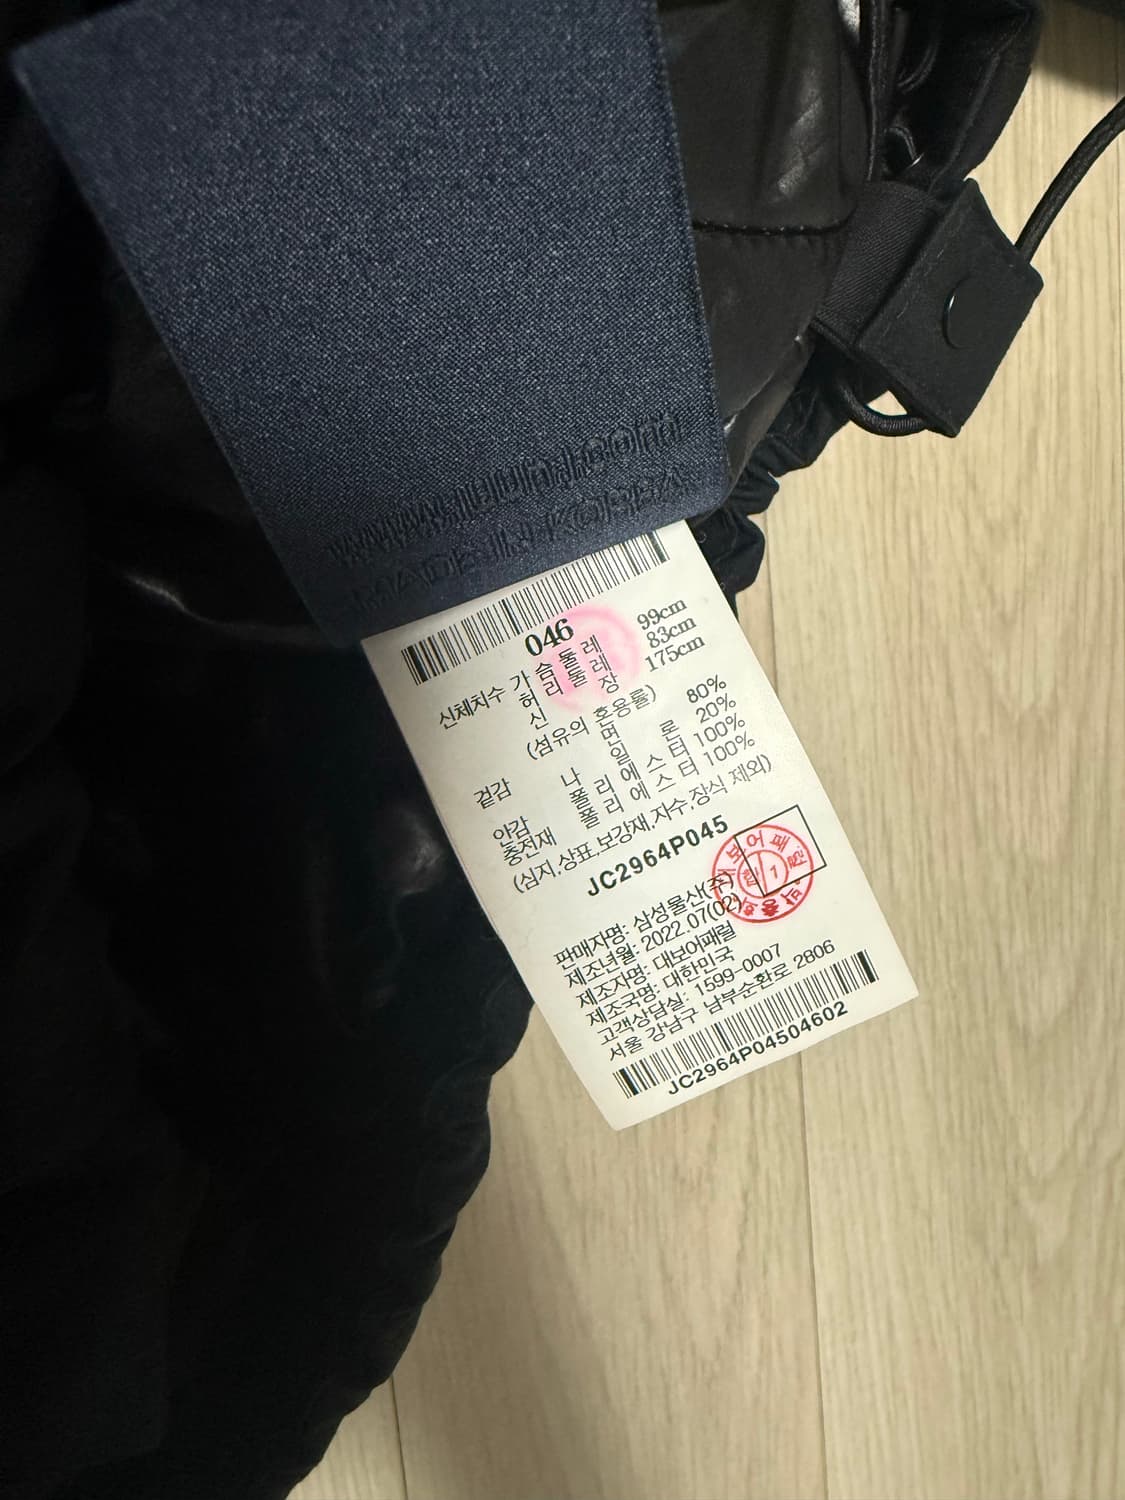 MADE IN KOREA
046
신체치수 가슴둘레 99cm
허리둘레 83cm
신장 175cm
(섬유의 혼용률)
겉감 면 80%
나일론 20%
안감 폴리에스터 100%
충전재 폴리에스터 100%
(심지,상표,보강재,자수,장식 제외)
JC2964P045
판매자명: 삼성물산(주)
제조년월: 2022.07(02)
제조자명: 대보어패럴
제조국명: 대한민국
고객상담실: 1599-0007
서울 강남구 남부순환로 2806
JC2964P04504602